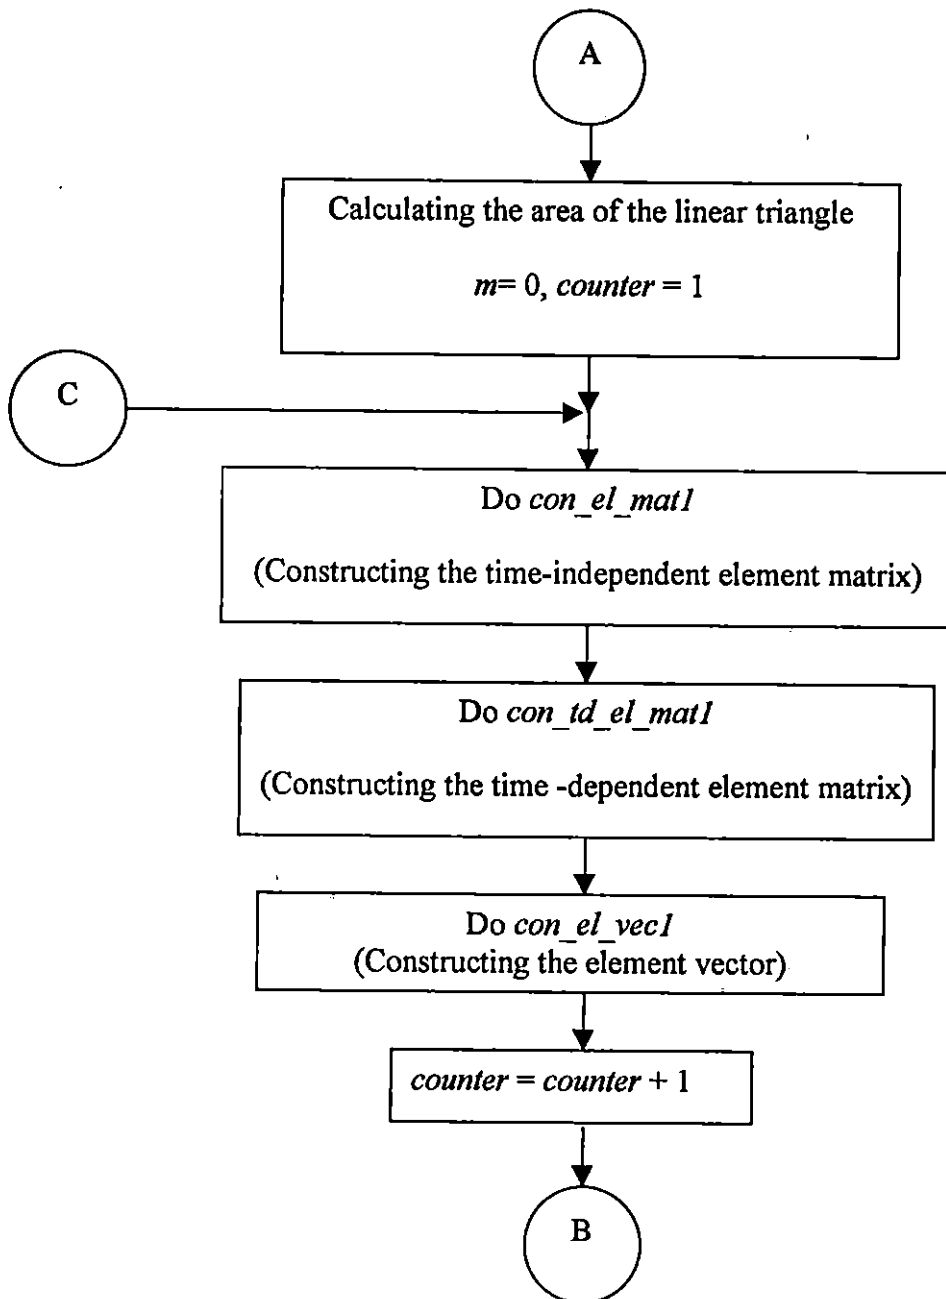 A
Calculating the area of the linear triangle
m= 0, counter = 1
C
Do con_el_mat1
(Constructing the time-independent element matrix)
Do con_td_el_mat1
(Constructing the time -dependent element matrix)
Do con_el_vec1
(Constructing the element vector)
counter = counter + 1
B